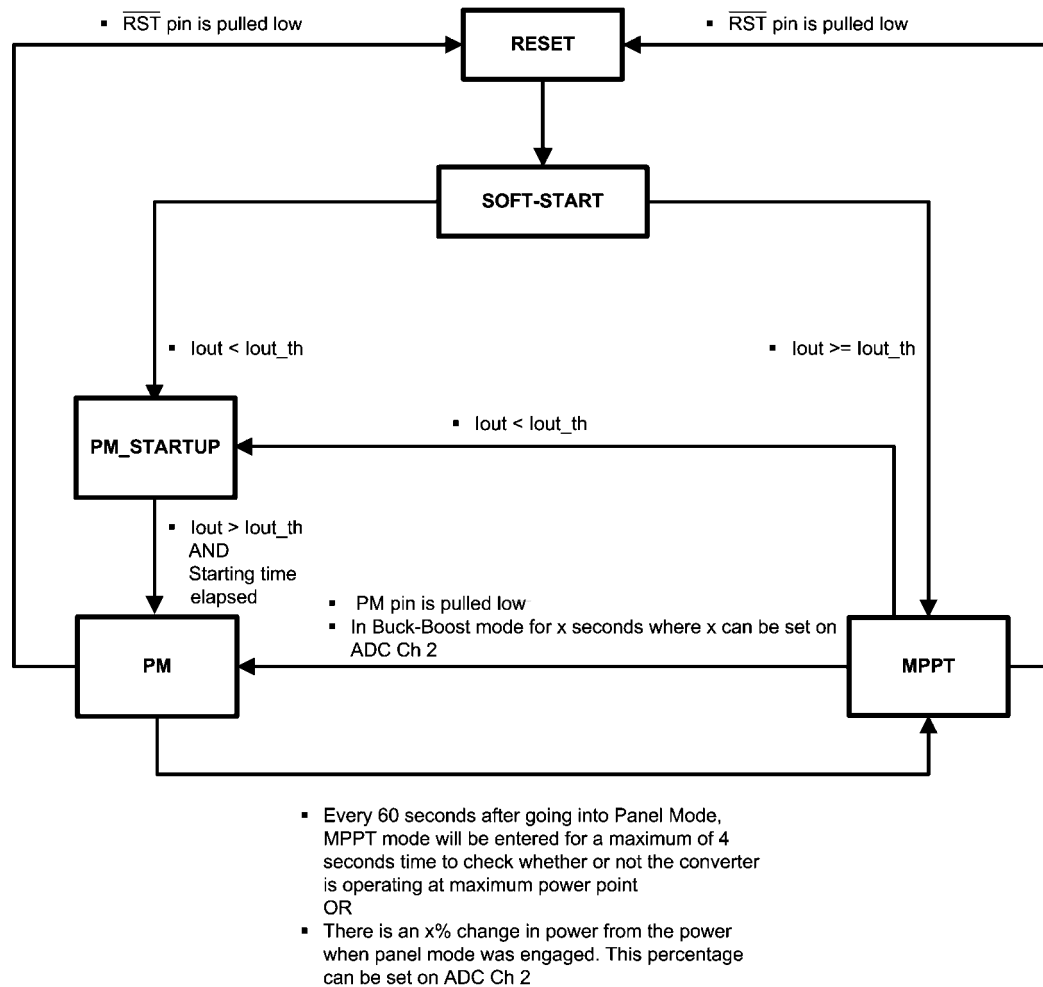 ▪ RST pin is pulled low
▪ RST pin is pulled low
RESET
SOFT-START
▪ Iout < Iout_th
▪ Iout >= Iout_th
▪ Iout < Iout_th
PM_STARTUP
▪ Iout > Iout_th
AND
Starting time
elapsed
▪ PM pin is pulled low
▪ In Buck-Boost mode for x seconds where x can be set on
ADC Ch 2
PM
MPPT
▪ Every 60 seconds after going into Panel Mode,
MPPT mode will be entered for a maximum of 4
seconds time to check whether or not the converter
is operating at maximum power point
OR
▪ There is an x% change in power from the power
when panel mode was engaged. This percentage
can be set on ADC Ch 2